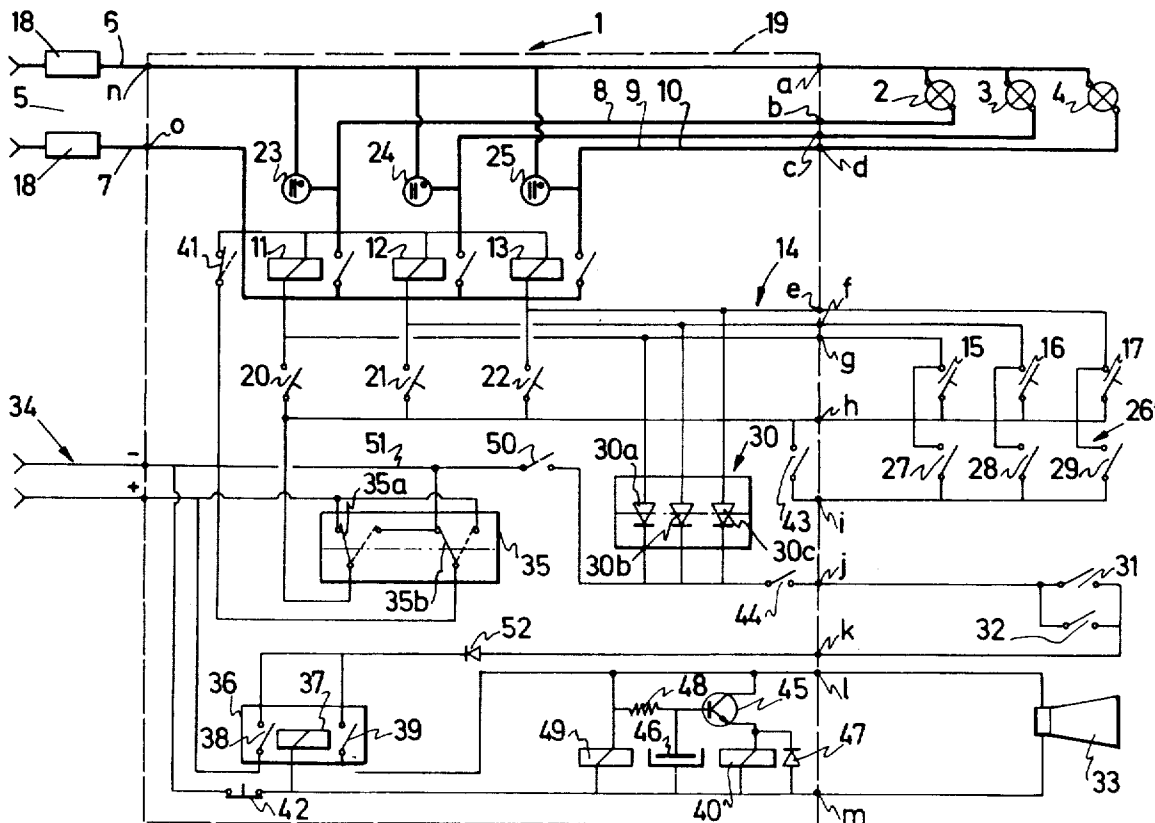 18 6 1 19
n a
5 8 9 10 b 2 3 4
o
18 7 23 24 25 c d
41 11 12 13 14 e f
g 15 16 17
20 21 22
h 26
34 - 51 50 30
30a 27 28 29
+ 35a 43 i
30b 30c
35 j 31
35b 44
32
52 k
36 37 l
48 45
38 39 49 46 47
33
42 40 m